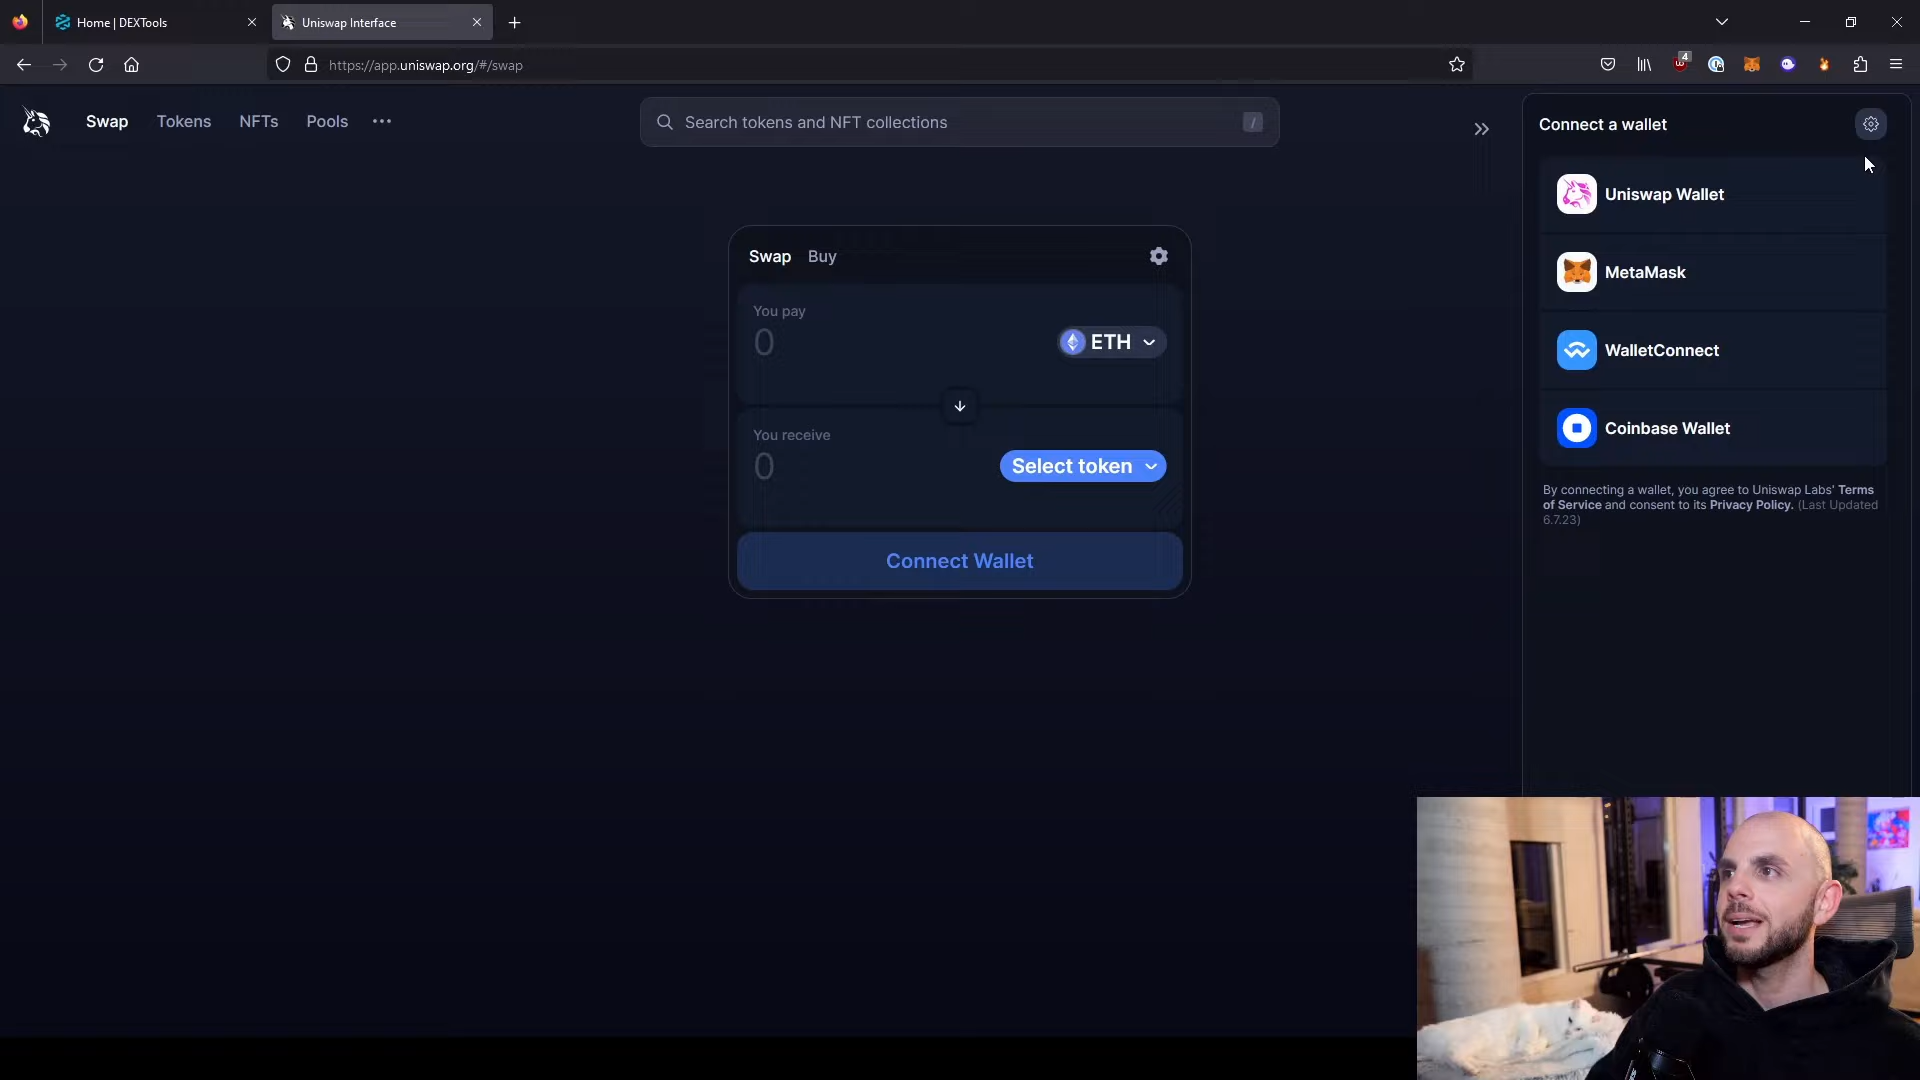 Home | DEXTools
Uniswap Interface
https://app.uniswap.org/#/swap
4
Swap
Tokens
NFTs
Pools
Search tokens and NFT collections
/
Connect a wallet
Uniswap Wallet
MetaMask
WalletConnect
Coinbase Wallet
By connecting a wallet, you agree to Uniswap Labs' Terms
of Service and consent to its Privacy Policy. (Last Updated
6.7.23)
Swap
Buy
You pay
0
ETH
You receive
0
Select token
Connect Wallet